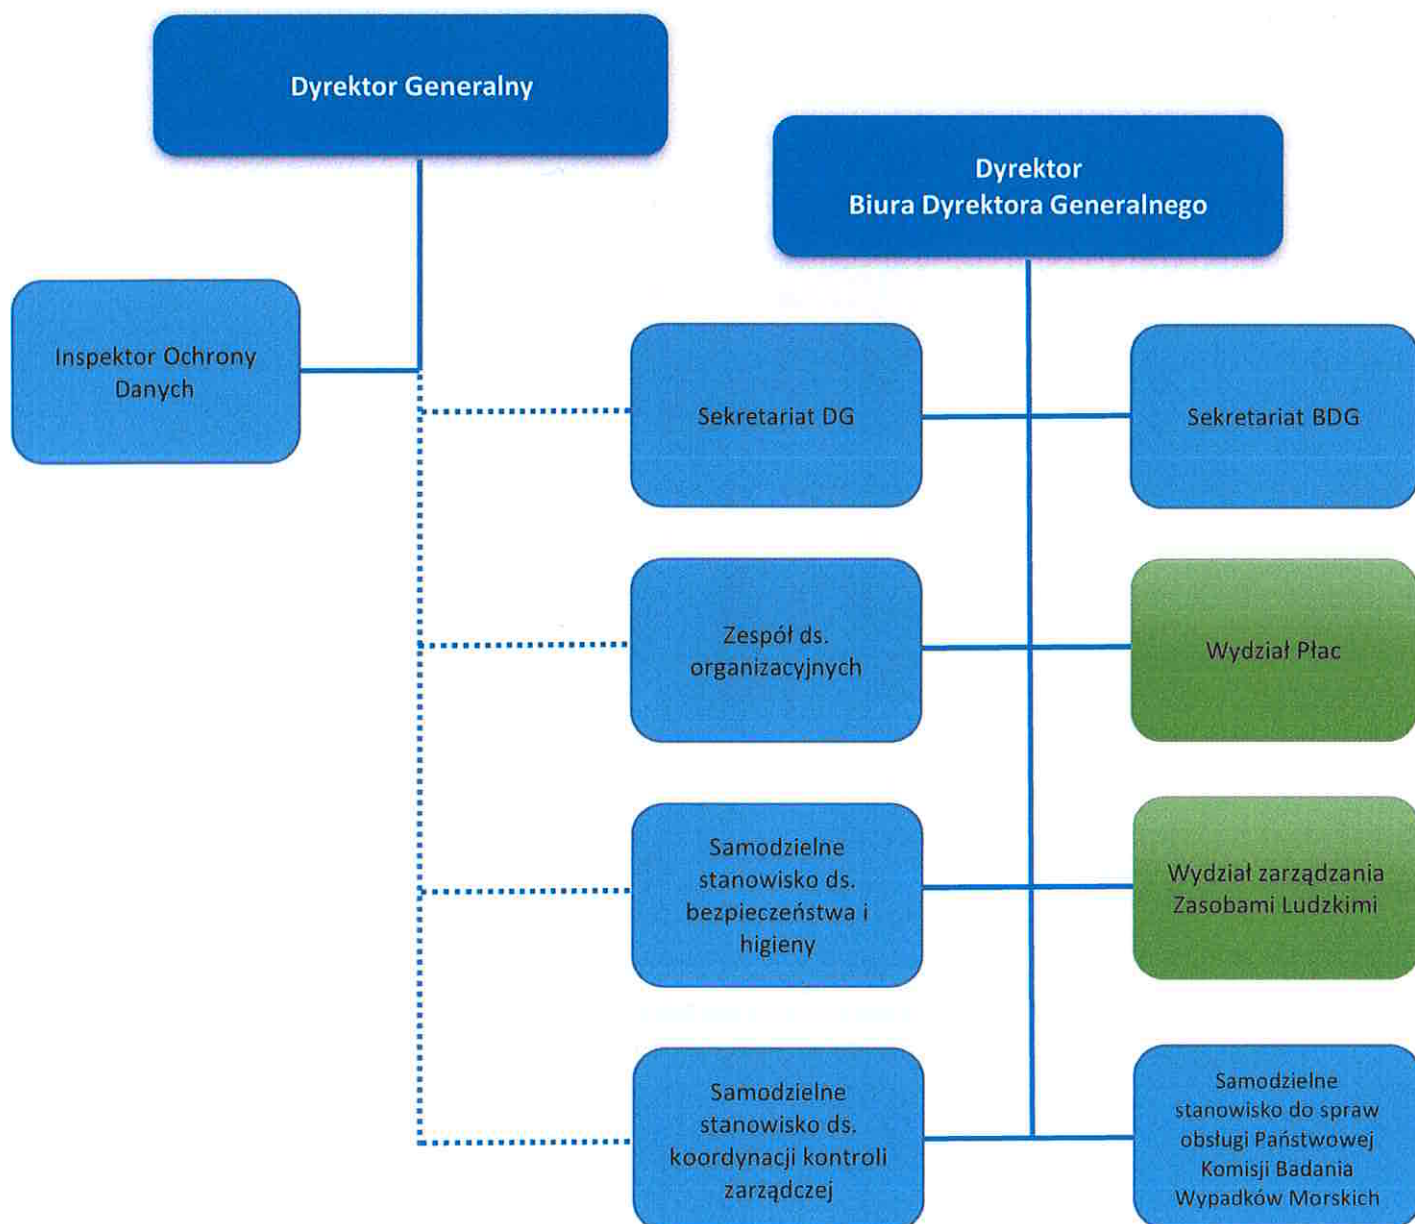 Dyrektor Generalny
Dyrektor
Biura Dyrektora Generalnego
Inspektor Ochrony
Danych
Sekretariat DG
Sekretariat BDG
Zespół ds.
organizacyjnych
Wydział Płac
Samodzielne
stanowisko ds.
bezpieczeństwa i
higieny
Wydział zarządzania
Zasobami Ludzkimi
Samodzielne
stanowisko ds.
koordynacji kontroli
zarządczej
Samodzielne
stanowisko do spraw
obsługi Państwowej
Komisji Badania
Wypadków Morskich